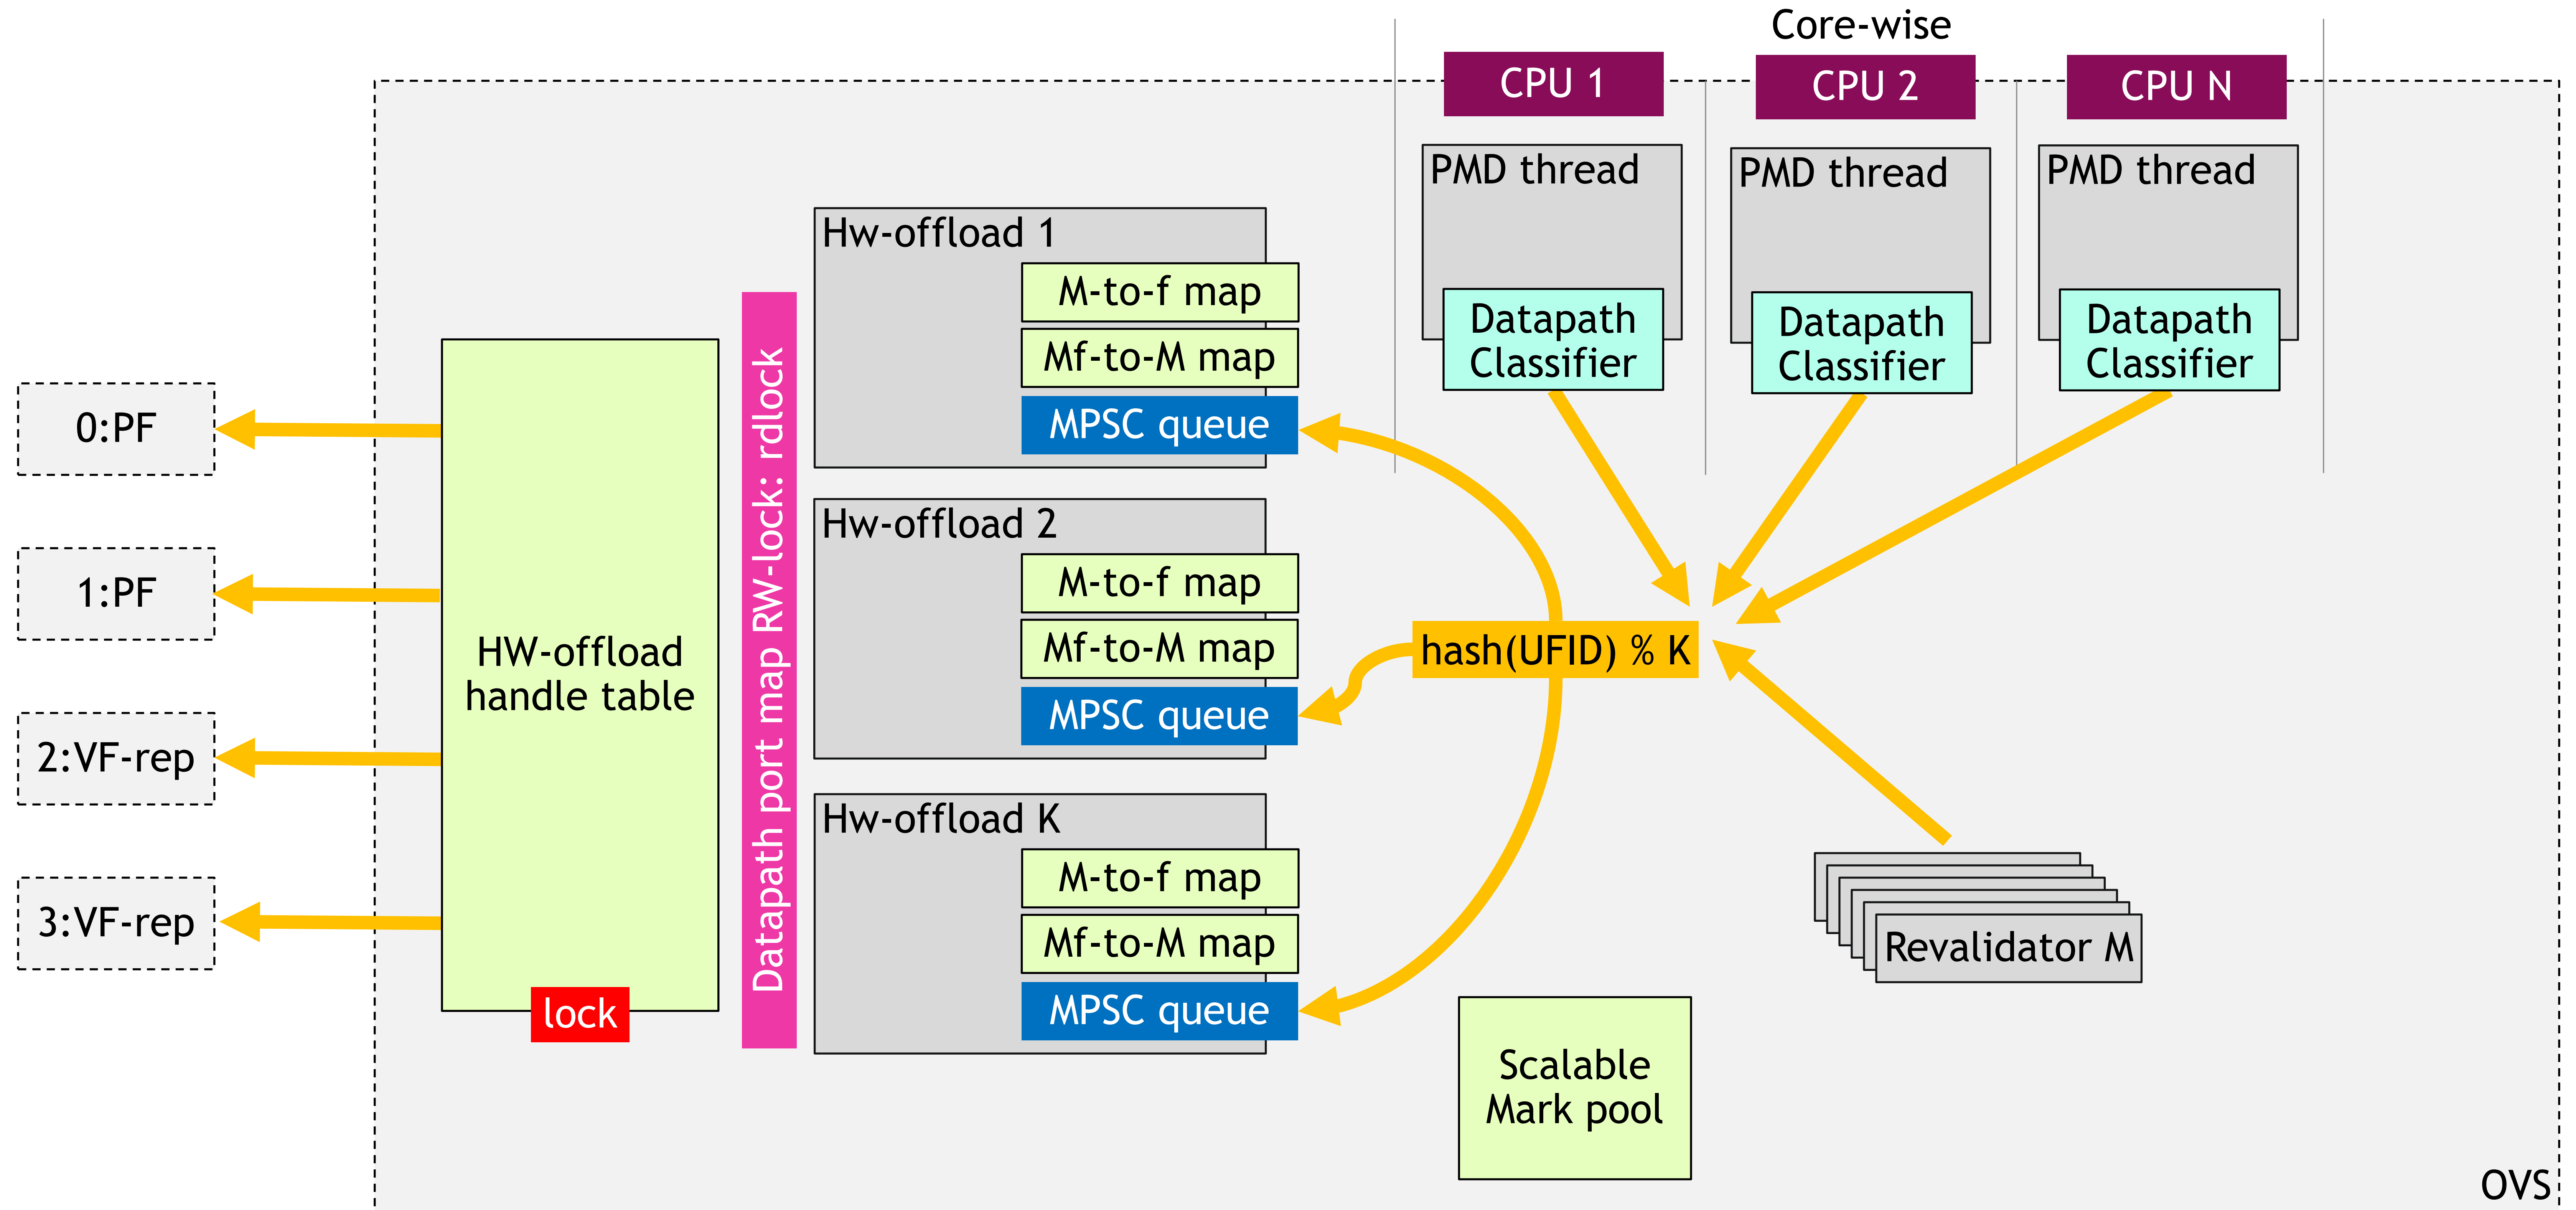 Core-wise
CPU 1
CPU 2
CPU N
PMD thread
PMD thread
PMD thread
Datapath
Classifier
Datapath
Classifier
Datapath
Classifier
Hw-offload 1
M-to-f map
Mf-to-M map
MPSC queue
Hw-offload 2
M-to-f map
Mf-to-M map
MPSC queue
Hw-offload K
M-to-f map
Mf-to-M map
MPSC queue
Datapath port map RW-lock: rdlock
HW-offload
handle table
lock
0:PF
1:PF
2:VF-rep
3:VF-rep
hash(UFID) % K
Revalidator M
Scalable
Mark pool
OVS